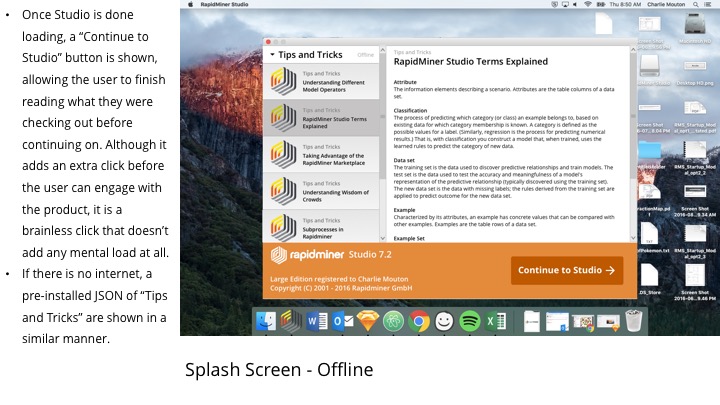 • Once Studio is done
loading, a “Continue to
Studio” button is shown,
allowing the user to finish
reading what they were
checking out before
continuing on. Although it
adds an extra click before
the user can engage with
the product, it is a
brainless click that doesn’t
add any mental load at all.
• If there is no internet, a
pre-installed JSON of “Tips
and Tricks” are shown in a
similar manner.
RapidMiner Studio
Thu 8:50 AM Charlie Mouton
Tips and Tricks Offline
Tips and Tricks
Understanding Different
Model Operators
Tips and Tricks
RapidMiner Studio Terms
Explained
Tips and Tricks
Taking Advantage of the
RapidMiner Marketplace
Tips and Tricks
Understanding Wisdom of
Crowds
Tips and Tricks
Subprocesses in
Rapidminer
Tips and Tricks
RapidMiner Studio Terms Explained
Attribute
The information elements describing a scenario. Attributes are the table columns of a data
set.
Classification
The process of predicting which category (or class) an example belongs to, based on
existing data for which category membership is known. A category is defined as the
possible values for a label. (Similarly, regression is the process for predicting numerical
results.) That is, with classification you construct a model that, when trained, uses the
learned rules to predict the category of new data.
Data set
The training set is the data used to discover predictive relationships and train models. The
test set is the data used to test the accuracy and meaningfulness of a model's
representation of the predictive relationship (typically discovered using the training set).
The new data set is the data with missing labels; the rules derived from the training set are
applied to predict outcome for the new data set.
Example
Characterized by its attributes, an example has concrete values that can be compared with
other examples. Examples are the table rows of a data set.
Example Set
rapidminer Studio 7.2
Large Edition registered to Charlie Mouton
Copyright (C) 2001 - 2016 Rapidminer GmbH
Continue to Studio →
RMS_Startup_Mod
RMS_Startup_Mod
el_opt2_2
Screen Shot
2016-08...9.34 AM
RMS_Startup_Mod
el_opt2_3
Screen Shot
2016-08...9.46 PM
.DS_Store
Splash Screen - Offline